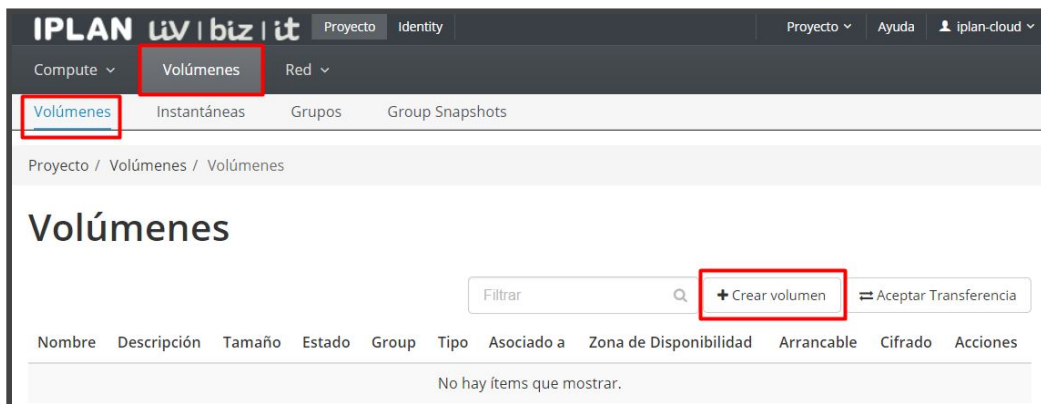 IPLAN liv | biz | it Proyecto Identity Proyecto Ayuda iplan-cloud
Compute Volúmenes Red
Volúmenes Instantáneas Grupos Group Snapshots
Proyecto / Volúmenes / Volúmenes
Volúmenes
Filtrar + Crear volumen Aceptar Transferencia
Nombre Descripción Tamaño Estado Group Tipo Asociado a Zona de Disponibilidad Arrancable Cifrado Acciones
No hay ítems que mostrar.